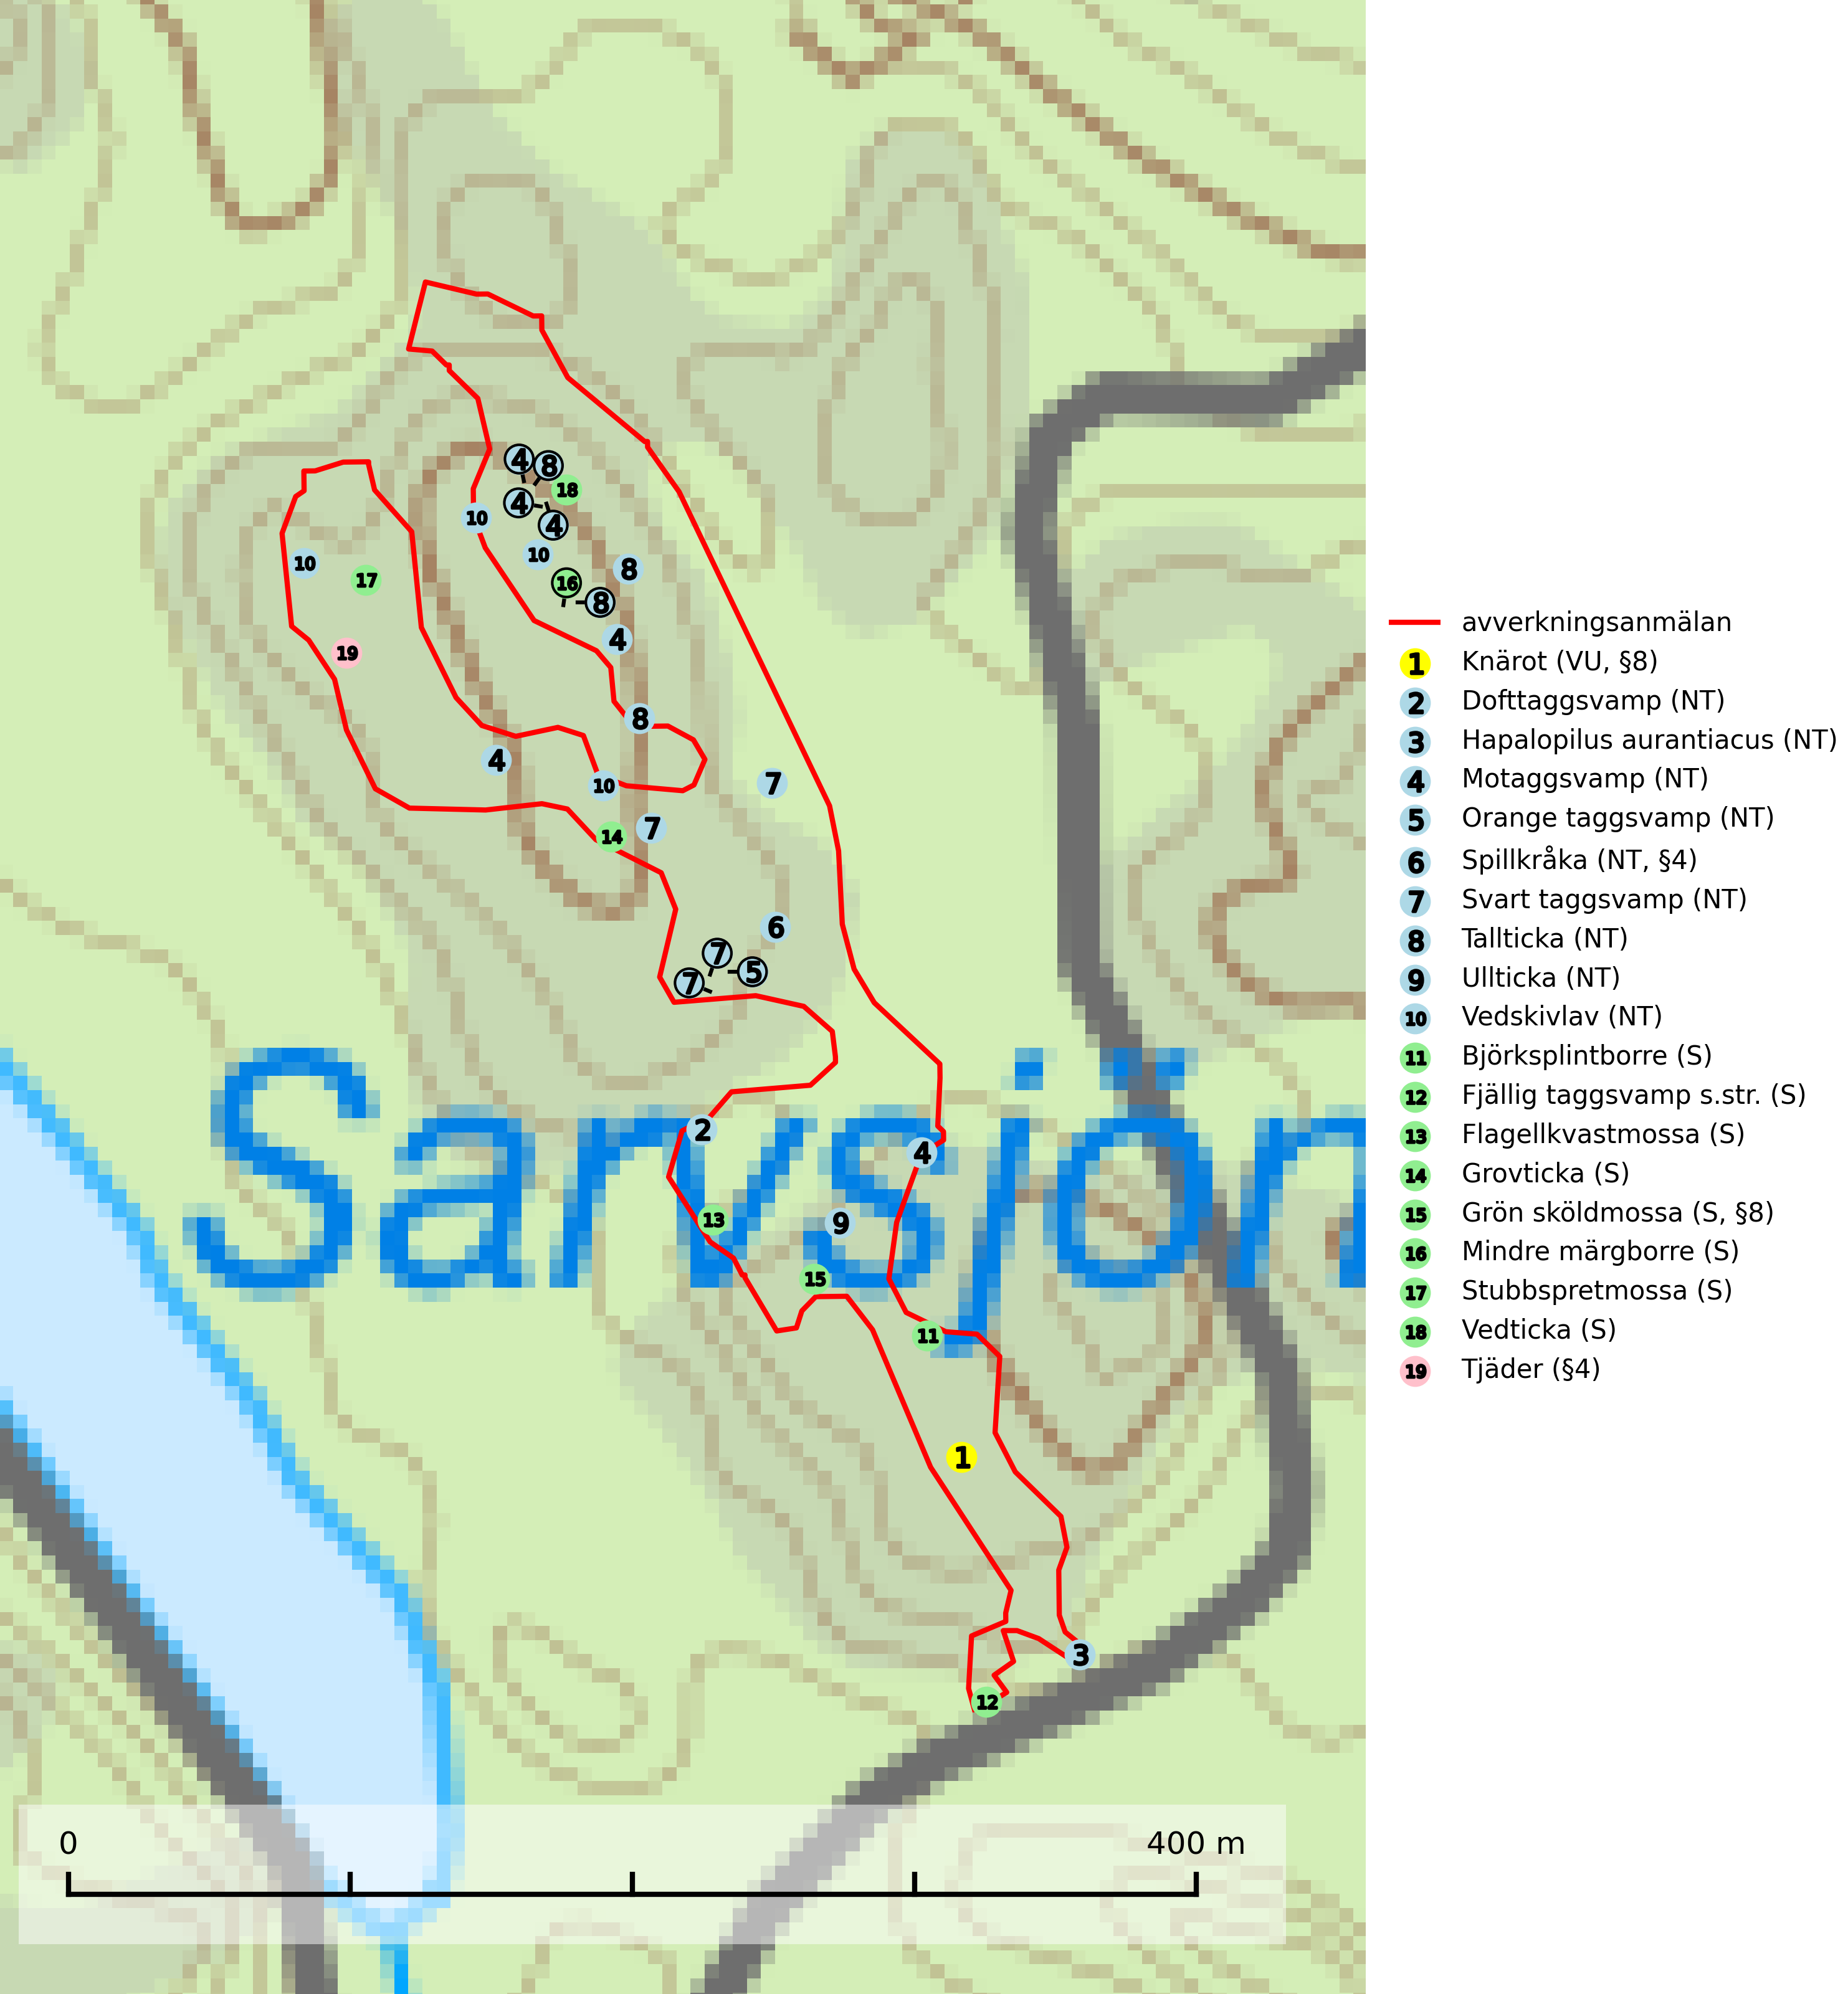 4 8
18
4
4
10
10
10
8
17
16
8
4
19
8
4
7
10
7
14
6
7
5
7
Sarvsjön
2
4
13
9
15
11
1
3
12
0 400 m
avverkningsanmälan
1 Knärot (VU, §8)
2 Dofttaggsvamp (NT)
3 Hapalopilus aurantiacus (NT)
4 Motaggsvamp (NT)
5 Orange taggsvamp (NT)
6 Spillkråka (NT, §4)
7 Svart taggsvamp (NT)
8 Tallticka (NT)
9 Ullticka (NT)
10 Vedskivlav (NT)
11 Björksplintborre (S)
12 Fjällig taggsvamp s.str. (S)
13 Flagellkvastmossa (S)
14 Grovticka (S)
15 Grön sköldmossa (S, §8)
16 Mindre märgborre (S)
17 Stubbspretmossa (S)
18 Vedticka (S)
19 Tjäder (§4)